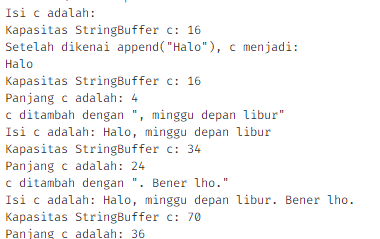 Isi c adalah:
Kapasitas StringBuffer c: 16
Setelah dikenai append("Halo"), c menjadi:
Halo
Kapasitas StringBuffer c: 16
Panjang c adalah: 4
c ditambah dengan ", minggu depan libur"
Isi c adalah: Halo, minggu depan libur
Kapasitas StringBuffer c: 34
Panjang c adalah: 24
c ditambah dengan ". Bener lho."
Isi c adalah: Halo, minggu depan libur. Bener lho.
Kapasitas StringBuffer c: 70
Panjang c adalah: 36